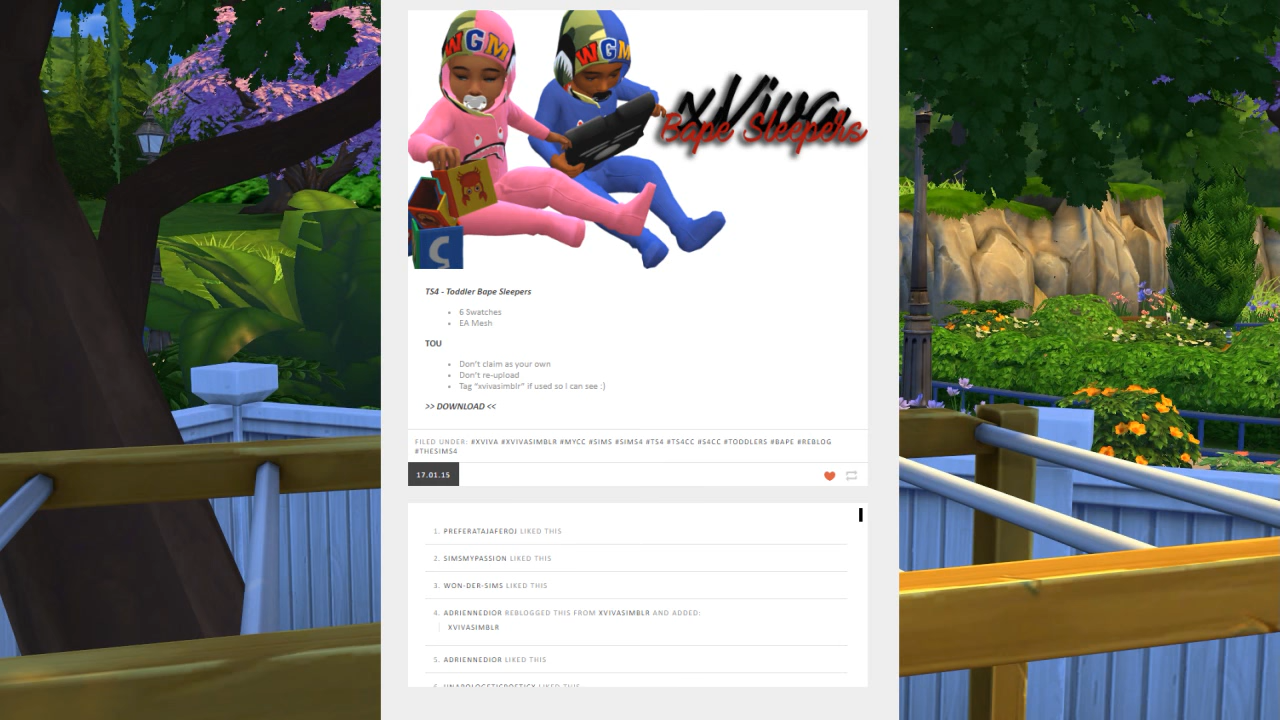 WGM
WGM
xViva
Bape Sleepers
TS4 - Toddler Bape Sleepers
• 6 Swatches
• EA Mesh
TOU
• Don't claim as your own
• Don't re-upload
• Tag "xvivasimblr" if used so I can see :)
>> DOWNLOAD <<
FILED UNDER: #XVIVA #XVIVASIMBLR #MYCC #SIMS #SIMS4 #TS4 #TS4CC #S4CC #TODDLERS #BAPE #REBLOG
#THESIMS4
17.01.15
1. PREFERATAJAFEROJ LIKED THIS
2. SIMSMYPASSION LIKED THIS
3. WON-DER-SIMS LIKED THIS
4. ADRIENNEDIOR REBLOGGED THIS FROM XVIVASIMBLR AND ADDED:
XVIVASIMBLR
5. ADRIENNEDIOR LIKED THIS